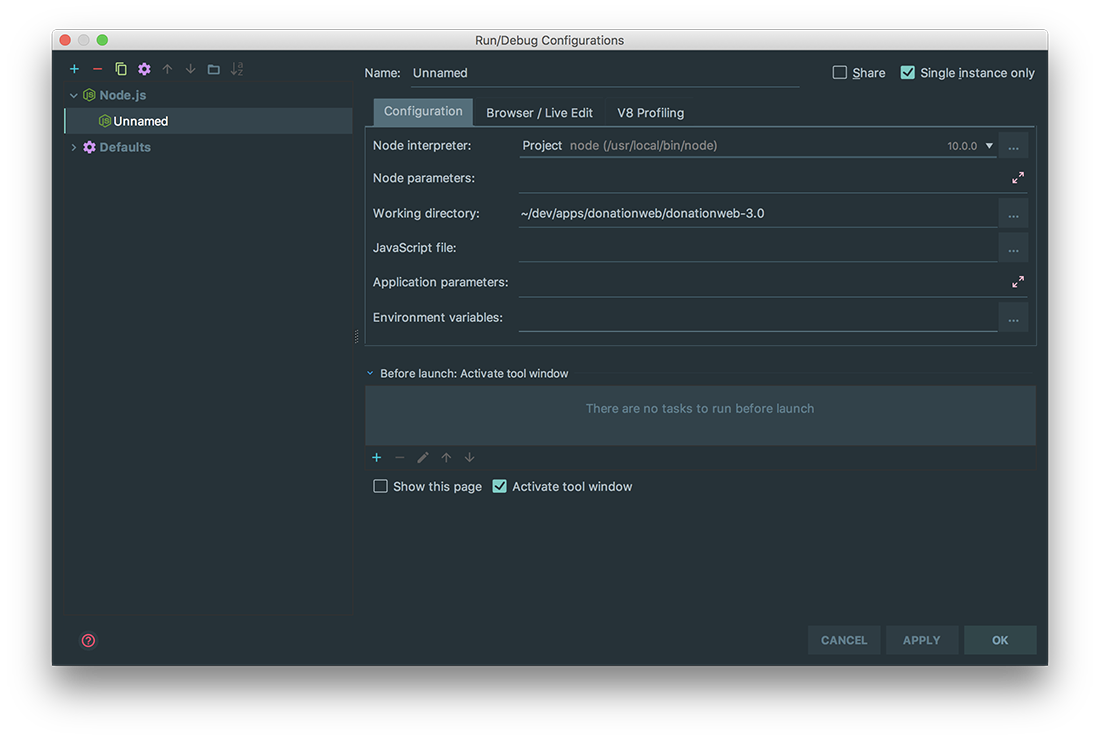 Run/Debug Configurations
Name: Unnamed
Share
Single instance only
Node.js
Unnamed
Defaults
Configuration
Browser / Live Edit
V8 Profiling
Node interpreter: Project node (/usr/local/bin/node) 10.0.0 ...
Node parameters:
Working directory: ~/dev/apps/donationweb/donationweb-3.0 ...
JavaScript file: ...
Application parameters:
Environment variables: ...
Before launch: Activate tool window
There are no tasks to run before launch
Show this page
Activate tool window
CANCEL
APPLY
OK